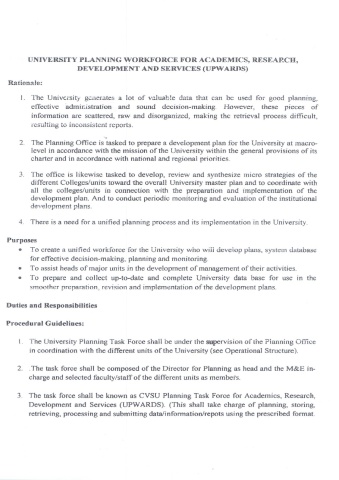 UNIVERSITY PLANNING WORKFORCE FOR ACADEMICS, RESEARCH,
DEVELOPMENT AND SERVICES (UPWARDS)
Rationale:
1. The University generates a lot of valuable data that can be used for good planning,
effective administration and sound decision-making However, these pieces of
information are scattered, raw and disorganized, making the retrieval process difficult,
resulting to inconsistent reports.
2. The Planning Office is tasked to prepare a development plan for the University at macro-
level in accordance with the mission of the University within the general provisions of its
charter and in accordance with national and regional priorities.
3. The office is likewise tasked to develop, review and synthesize micro strategies of the
different Colleges/units toward the overall University master plan and to coordinate with
all the colleges/units in connection with the preparation and implementation of the
development plan. And to conduct periodic monitoring and evaluation of the institutional
development plans.
4. There is a need for a unified planning process and its implementation in the University.
Purposes
• To create a unified workforce for the University who will develop plans, system database
for effective decision-making, planning and monitoring.
• To assist heads of major units in the development of management of their activities.
• To prepare and collect up-to-date and complete University data base for use in the
smoother preparation, revision and implementation of the development plans.
Duties and Responsibilities
Procedural Guidelines:
1. The University Planning Task Force shall be under the supervision of the Planning Office
in coordination with the different units of the University (see Operational Structure).
2. .The task force shall be composed of the Director for Planning as head and the M&E in-
charge and selected faculty/staff of the different units as members.
3. The task force shall be known as CVSU Planning Task Force for Academics, Research,
Development and Services (UPWARDS). (This shall take charge of planning, storing,
retrieving, processing and submitting data/information/repots using the prescribed format.